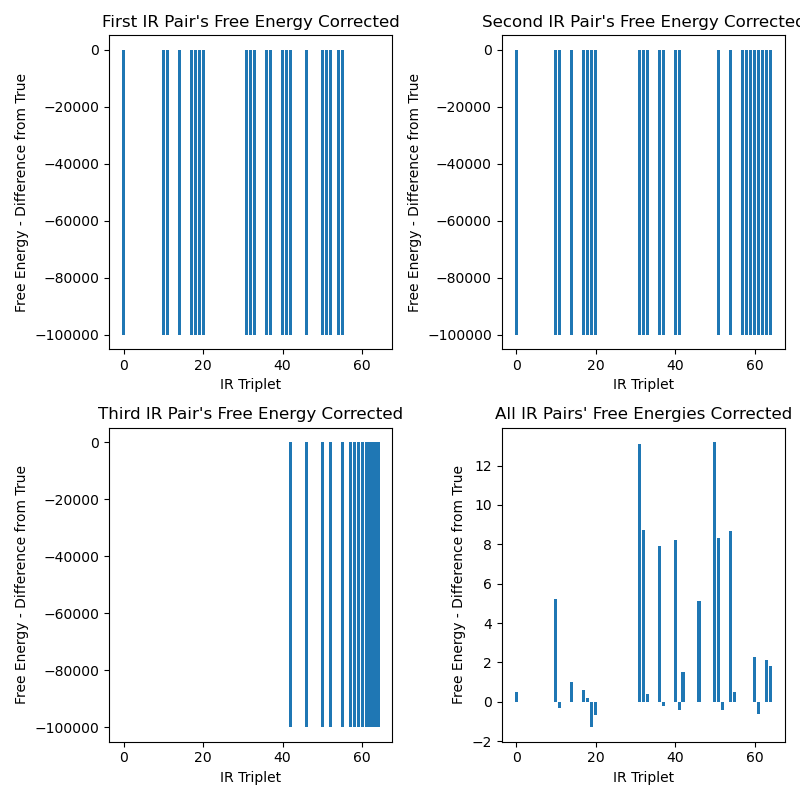 First IR Pair's Free Energy Corrected
Free Energy - Difference from True
0
−20000
−40000
−60000
−80000
−100000
0 20 40 60
IR Triplet
Second IR Pair's Free Energy Corrected
Free Energy - Difference from True
0
−20000
−40000
−60000
−80000
−100000
0 20 40 60
IR Triplet
Third IR Pair's Free Energy Corrected
Free Energy - Difference from True
0
−20000
−40000
−60000
−80000
−100000
0 20 40 60
IR Triplet
All IR Pairs' Free Energies Corrected
Free Energy - Difference from True
12
10
8
6
4
2
0
−2
0 20 40 60
IR Triplet